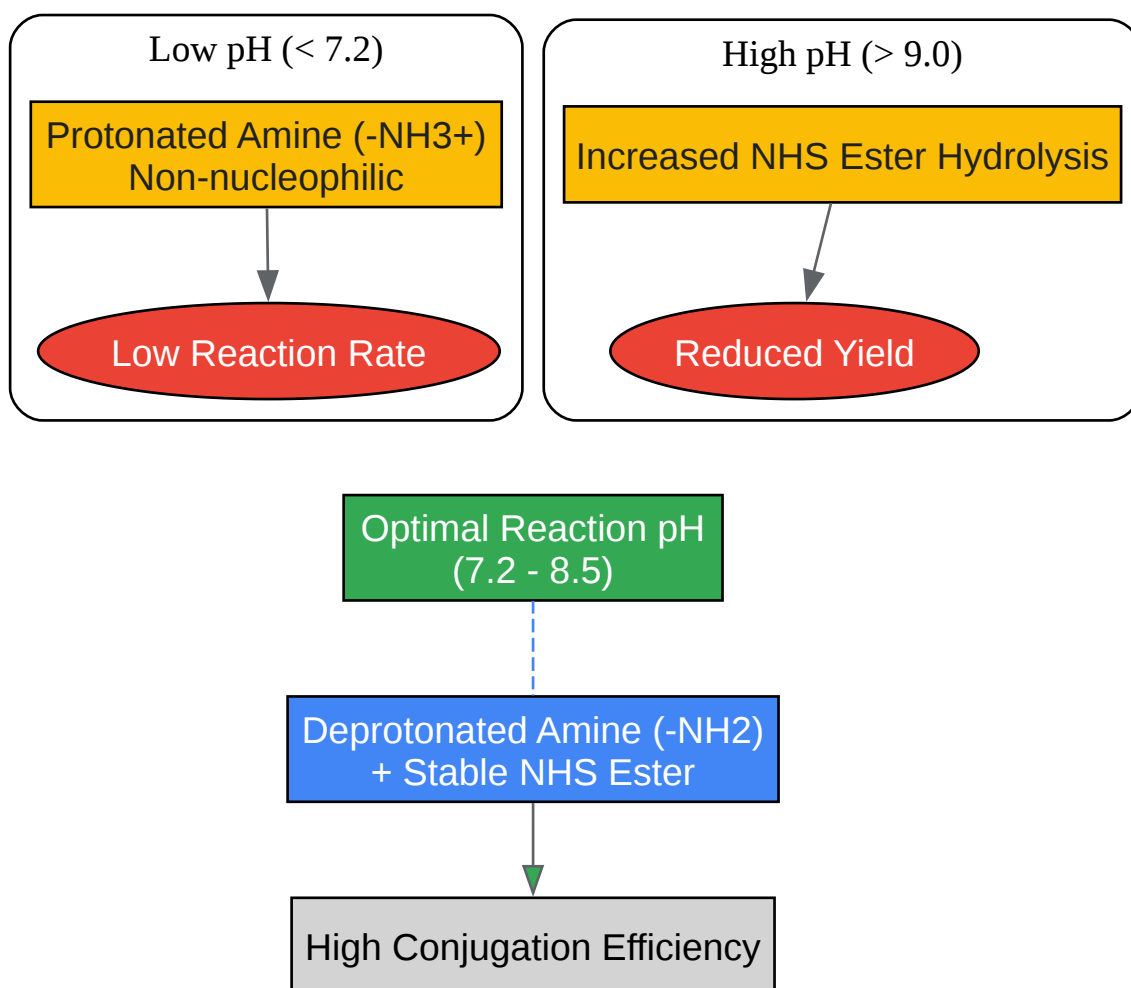 Low pH (< 7.2)
Protonated Amine (-NH3+)
Non-nucleophilic
Low Reaction Rate
High pH (> 9.0)
Increased NHS Ester Hydrolysis
Reduced Yield
Optimal Reaction pH
(7.2 - 8.5)
Deprotonated Amine (-NH2)
+ Stable NHS Ester
High Conjugation Efficiency